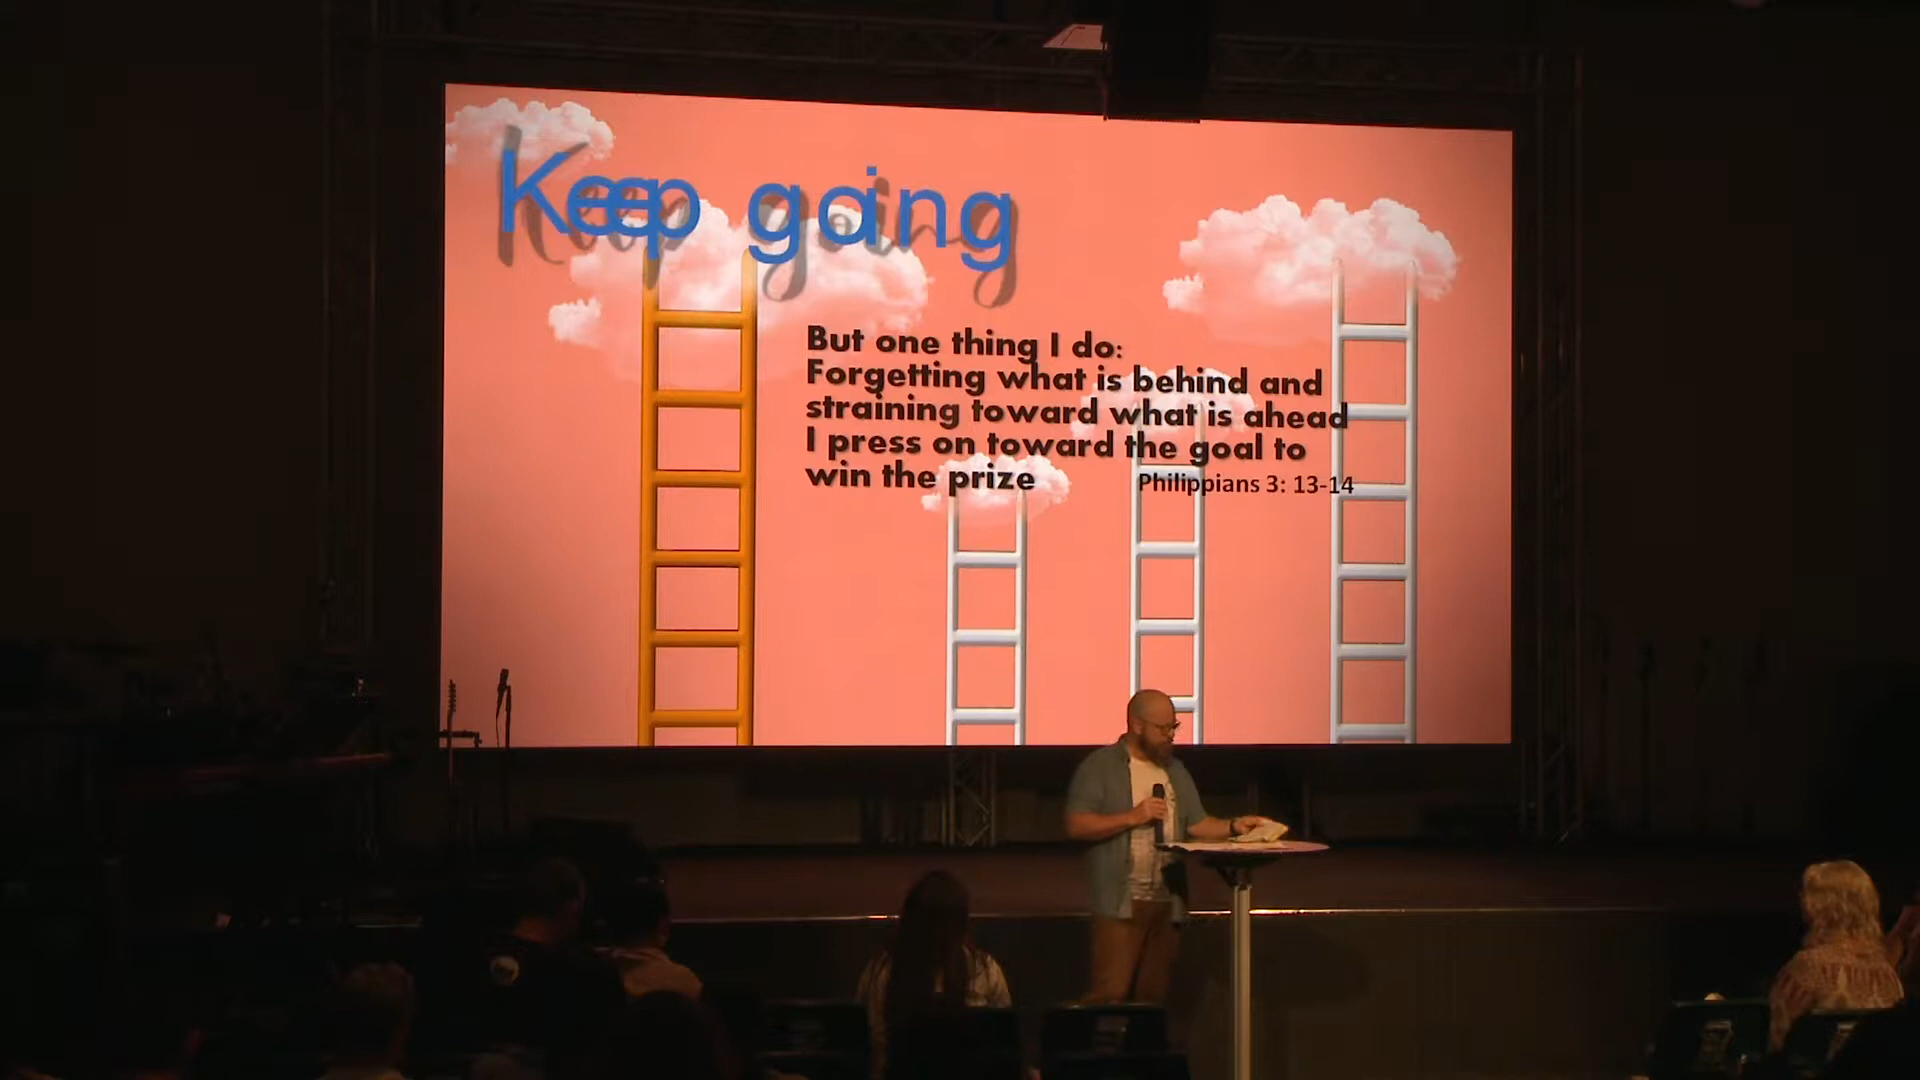 Keep going
But one thing I do:
Forgetting what is behind and
straining toward what is ahead
I press on toward the goal to
win the prize
Philippians 3: 13-14